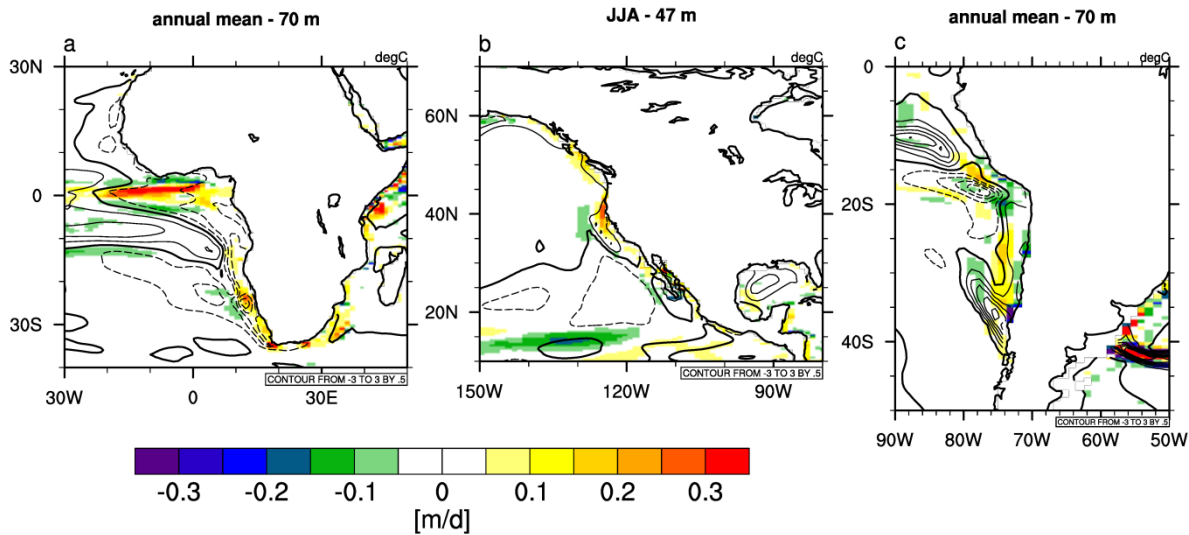 annual mean - 70 m
JJA - 47 m
annual mean - 70 m
a
degC
b
degC
c
degC
30N
0
30S
30W
0
30E
CONTOUR FROM -3 TO 3 BY .5
60N
40N
20N
150W
120W
90W
CONTOUR FROM -3 TO 3 BY .5
0
20S
40S
90W
80W
70W
60W
50W
CONTOUR FROM -3 TO 3 BY .5
-0.3
-0.2
-0.1
0
0.1
0.2
0.3
[m/d]